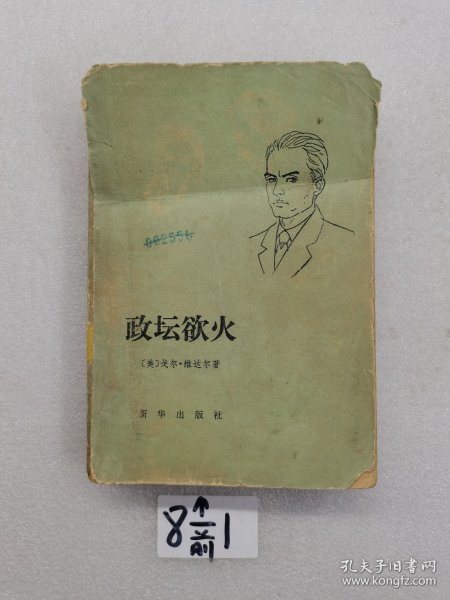 002556
政坛欲火
〔美〕戈尔·维达尔著
新华出版社
8 前 1
孔夫子旧书网
www.kongfz.com